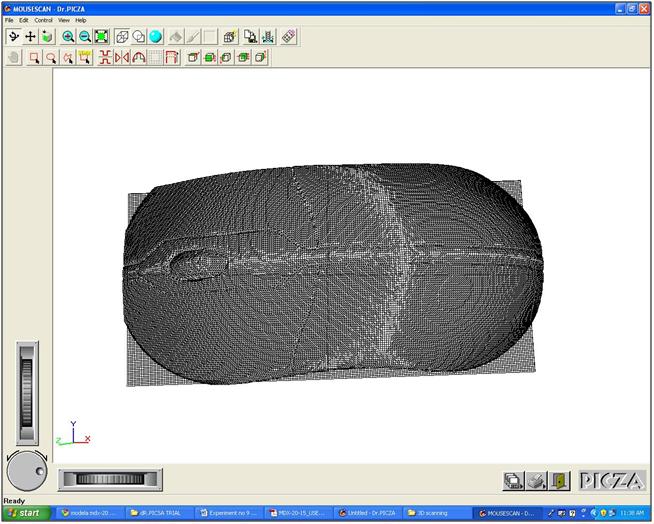 MOUSESCAN - Dr.PICZA
File Edit Control View Help
Y
Z X
PICZA
Ready
start modela mdx-20 ... dR.PICSA TRIAL Experiment no 9 ... MDX-20-15_USE... Untitled - Dr.PICZA 3D scanning MOUSESCAN - D... 11:38 AM